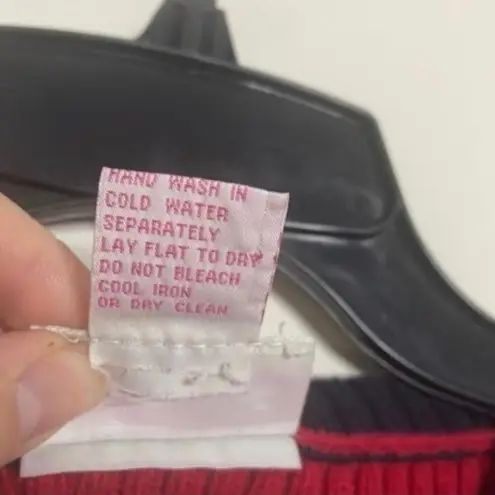 HAND WASH IN
COLD WATER
SEPARATELY
LAY FLAT TO DRY
DO NOT BLEACH
COOL IRON
OR DRY CLEAN